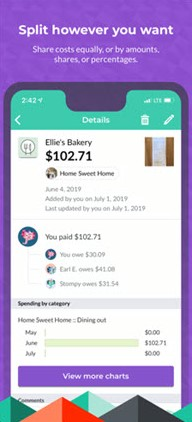 Split however you want
Share costs equally, or by amounts,
shares, or percentages.
2:42
LTE
Details
Ellie's Bakery
$102.71
Home Sweet Home
June 4, 2019
Added by you on July 1, 2019
Last updated by you on July 1, 2019
You paid $102.71
You owe $30.09
Earl E. owes $41.08
Stompy owes $31.54
Spending by category
Home Sweet Home :: Dining out
May $0.00
June $102.71
July $0.00
View more charts
Comments